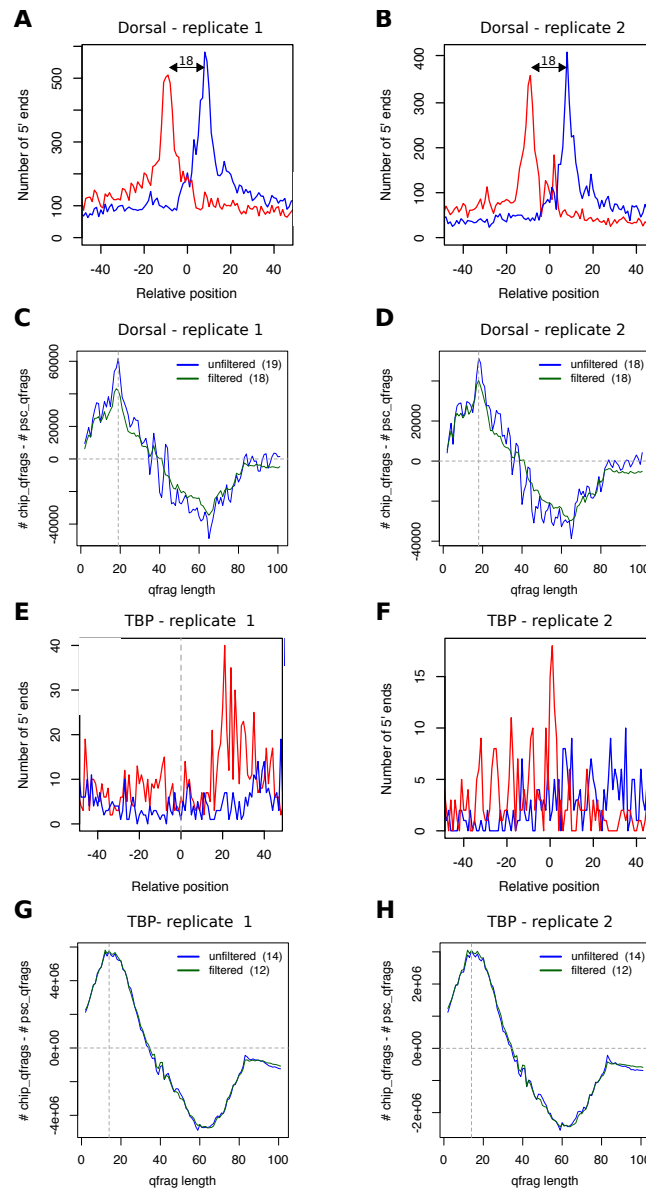 A
Dorsal - replicate 1
18
Number of 5' ends
0 100 300 500
-40 -20 0 20 40
Relative position
B
Dorsal - replicate 2
18
Number of 5' ends
0 100 200 300 400
-40 -20 0 20 40
Relative position
C
Dorsal - replicate 1
unfiltered (19)
filtered (18)
# chip_qfrags - # psc_qfrags
-40000 0 20000 60000
0 20 40 60 80 100
qfrag length
D
Dorsal - replicate 2
unfiltered (18)
filtered (18)
# chip_qfrags - # psc_qfrags
-40000 0 20000
0 20 40 60 80 100
qfrag length
E
TBP - replicate 1
Number of 5' ends
0 10 20 30 40
-40 -20 0 20 40
Relative position
F
TBP - replicate 2
Number of 5' ends
0 5 10 15
-40 -20 0 20 40
Relative position
G
TBP- replicate 1
unfiltered (14)
filtered (12)
# chip_qfrags - # psc_qfrags
-4e+06 0e+00 4e+06
0 20 40 60 80 100
qfrag length
H
TBP - replicate 2
unfiltered (14)
filtered (12)
# chip_qfrags - # psc_qfrags
-2e+06 0e+00 2e+06
0 20 40 60 80 100
qfrag length